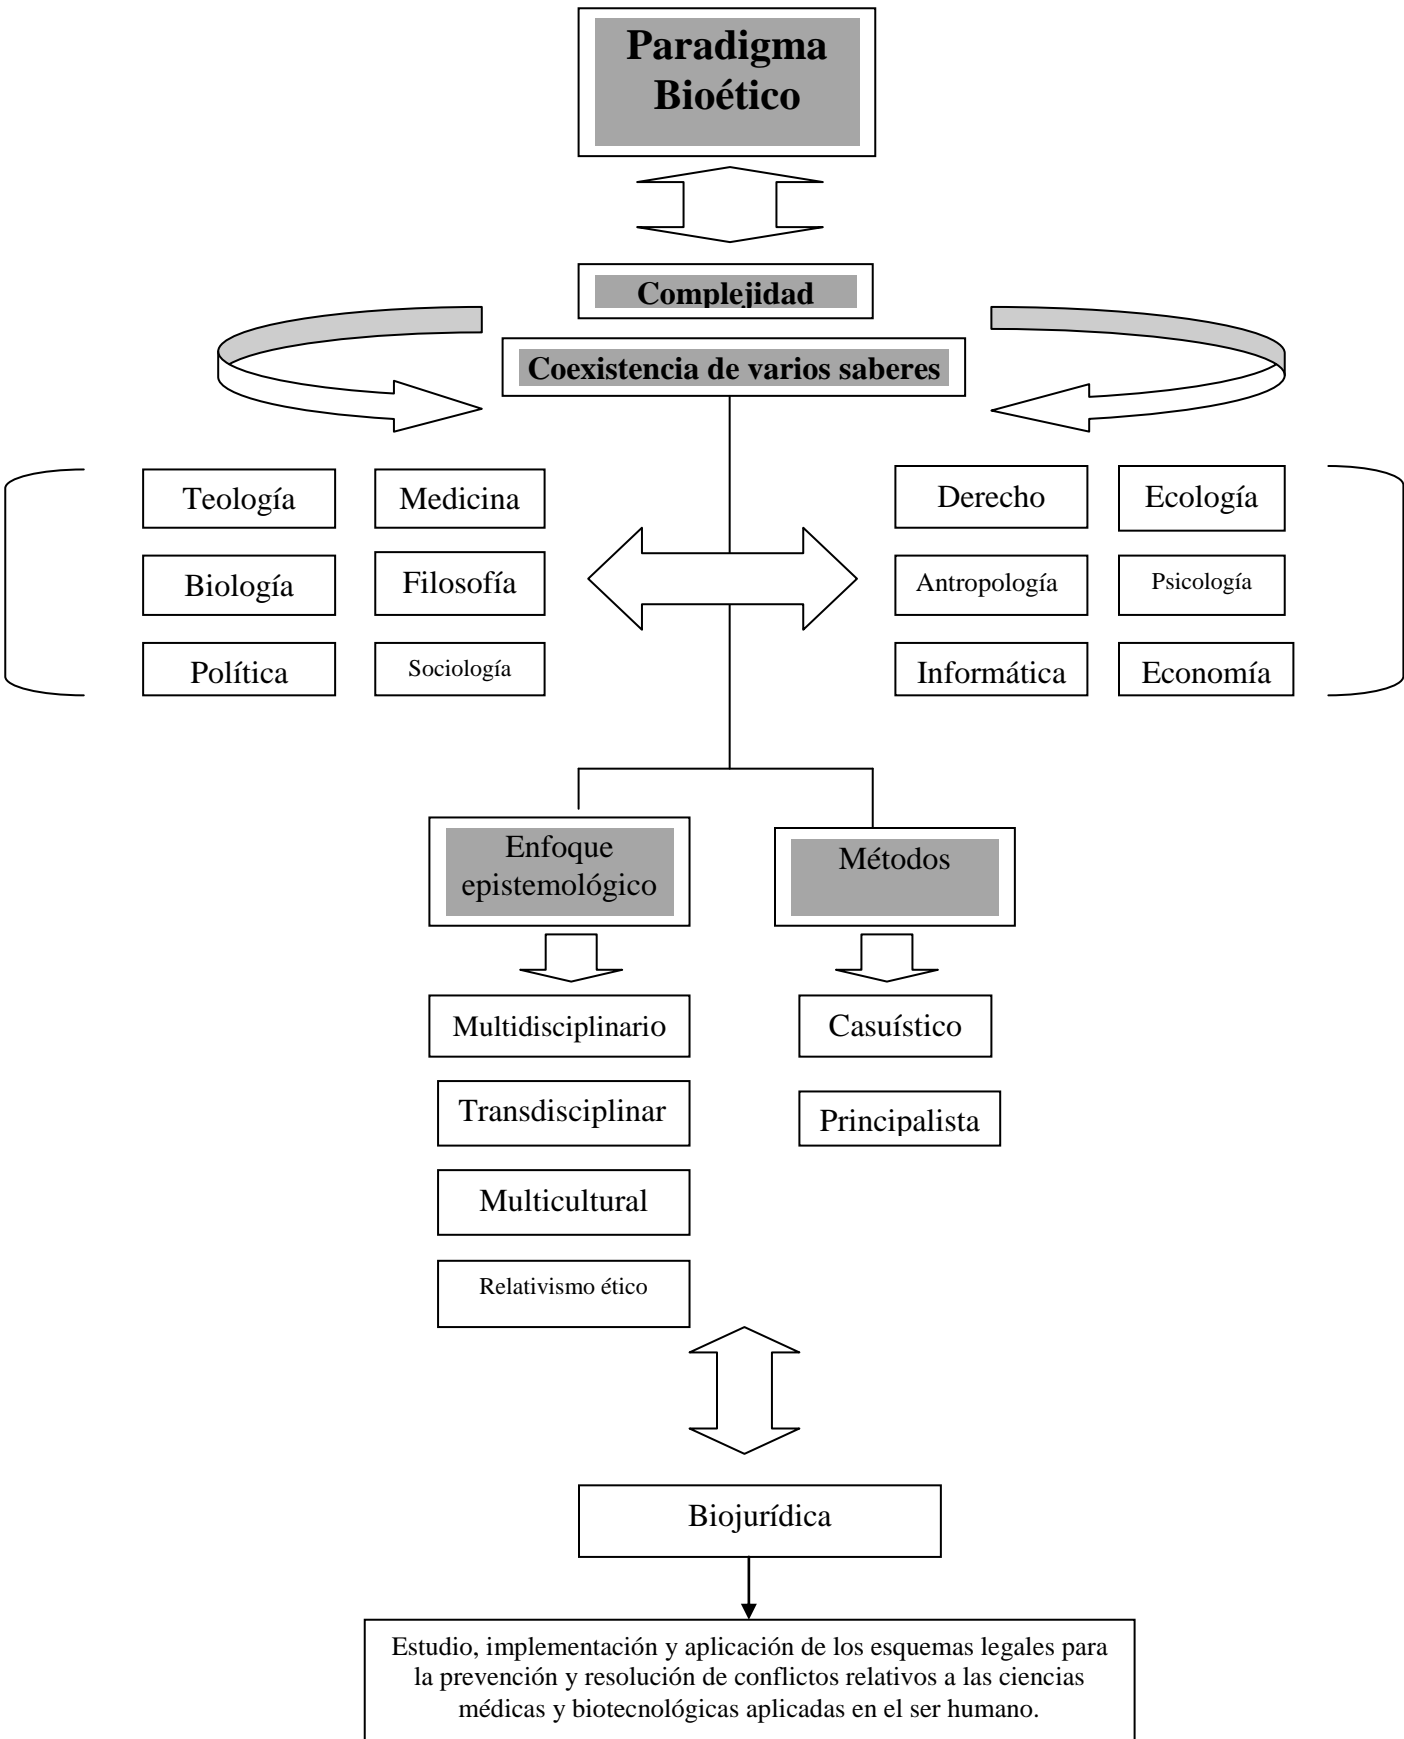 Paradigma
Bioético
Complejidad
Coexistencia de varios saberes
Teología
Medicina
Derecho
Ecología
Biología
Filosofía
Antropología
Psicología
Política
Sociología
Informática
Economía
Enfoque
epistemológico
Métodos
Multidisciplinario
Casuístico
Transdisciplinar
Principalista
Multicultural
Relativismo ético
Biojurídica
Estudio, implementación y aplicación de los esquemas legales para
la prevención y resolución de conflictos relativos a las ciencias
médicas y biotecnológicas aplicadas en el ser humano.